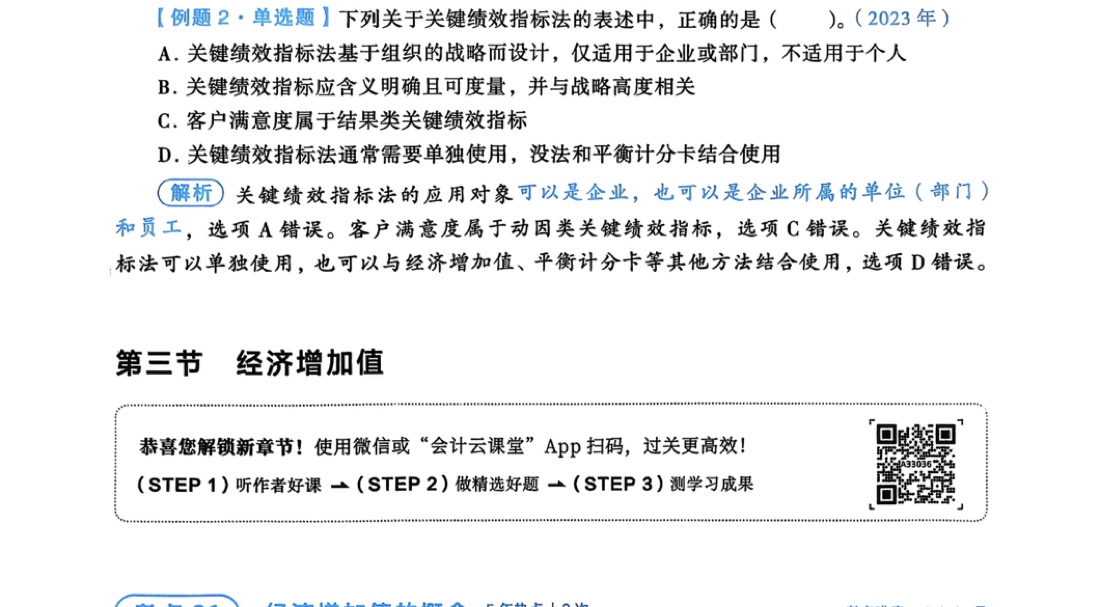 【例题2·单选题】下列关于关键绩效指标法的表述中，正确的是（　　）。（2023年）
A. 关键绩效指标法基于组织的战略而设计，仅适用于企业或部门，不适用于个人
B. 关键绩效指标应含义明确且可度量，并与战略高度相关
C. 客户满意度属于结果类关键绩效指标
D. 关键绩效指标法通常需要单独使用，没法和平衡计分卡结合使用
解析 关键绩效指标法的应用对象可以是企业，也可以是企业所属的单位（部门）
和员工，选项A错误。客户满意度属于动因类关键绩效指标，选项C错误。关键绩效指
标法可以单独使用，也可以与经济增加值、平衡计分卡等其他方法结合使用，选项D错误。
第三节　经济增加值
恭喜您解锁新章节！使用微信或“会计云课堂”App扫码，过关更高效！
（STEP 1）听作者好课 ⇀（STEP 2）做精选好题 ⇀（STEP 3）测学习成果
A33036
经济增加值的概念